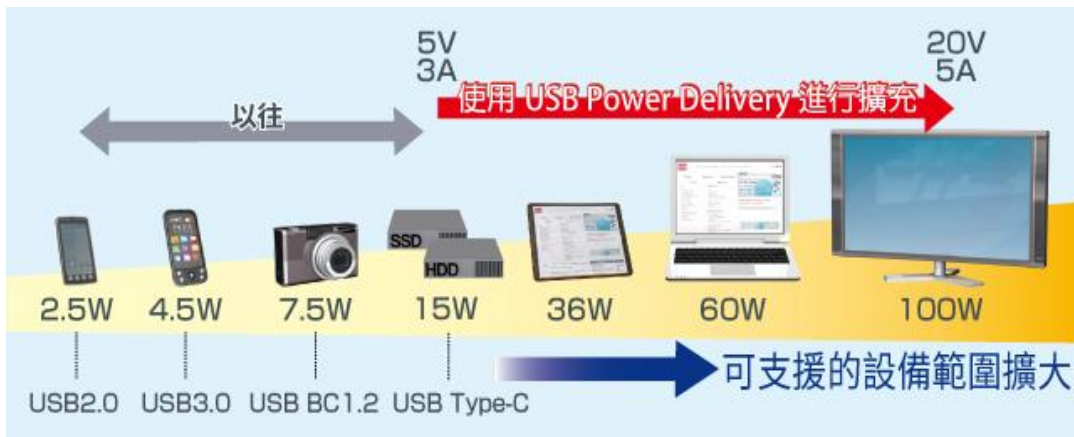 5V
3A
20V
5A
以往
使用 USB Power Delivery 進行擴充
SSD
HDD
2.5W
4.5W
7.5W
15W
36W
60W
100W
USB2.0
USB3.0
USB BC1.2
USB Type-C
可支援的設備範圍擴大